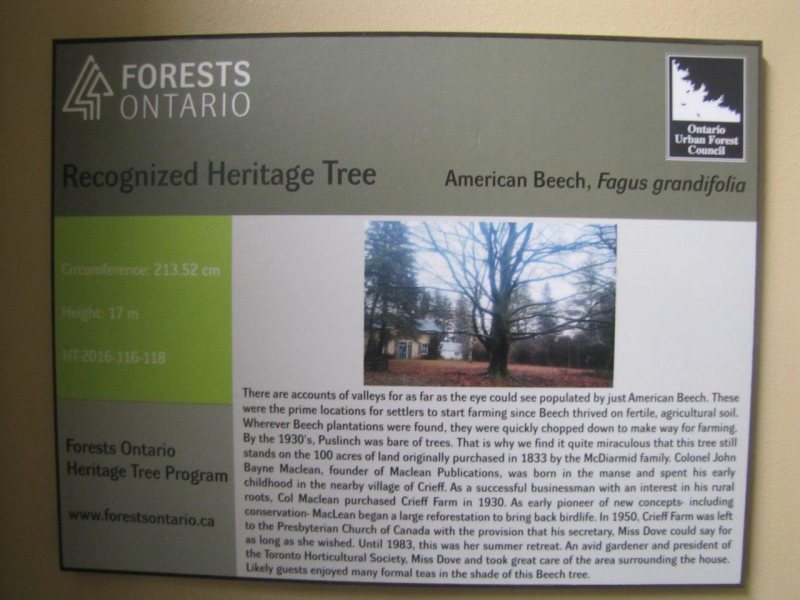 FORESTS
ONTARIO
Ontario
Urban Forest
Council
Recognized Heritage Tree
American Beech, Fagus grandifolia
Circumference: 213.52 cm
Height: 17 m
HT-2016-116-118
Forests Ontario
Heritage Tree Program
www.forestsontario.ca
There are accounts of valleys for as far as the eye could see populated by just American Beech. These
were the prime locations for settlers to start farming since Beech thrived on fertile, agricultural soil.
Wherever Beech plantations were found, they were quickly chopped down to make way for farming.
By the 1930's, Puslinch was bare of trees. That is why we find it quite miraculous that this tree still
stands on the 100 acres of land originally purchased in 1833 by the McDiarmid family. Colonel John
Bayne Maclean, founder of Maclean Publications, was born in the manse and spent his early
childhood in the nearby village of Crieff. As a successful businessman with an interest in his rural
roots, Col Maclean purchased Crieff Farm in 1930. As early pioneer of new concepts- including
conservation- MacLean began a large reforestation to bring back birdlife. In 1950, Crieff Farm was left
to the Presbyterian Church of Canada with the provision that his secretary, Miss Dove could say for
as long as she wished. Until 1983, this was her summer retreat. An avid gardener and president of
the Toronto Horticultural Society, Miss Dove and took great care of the area surrounding the house.
Likely guests enjoyed many formal teas in the shade of this Beech tree.